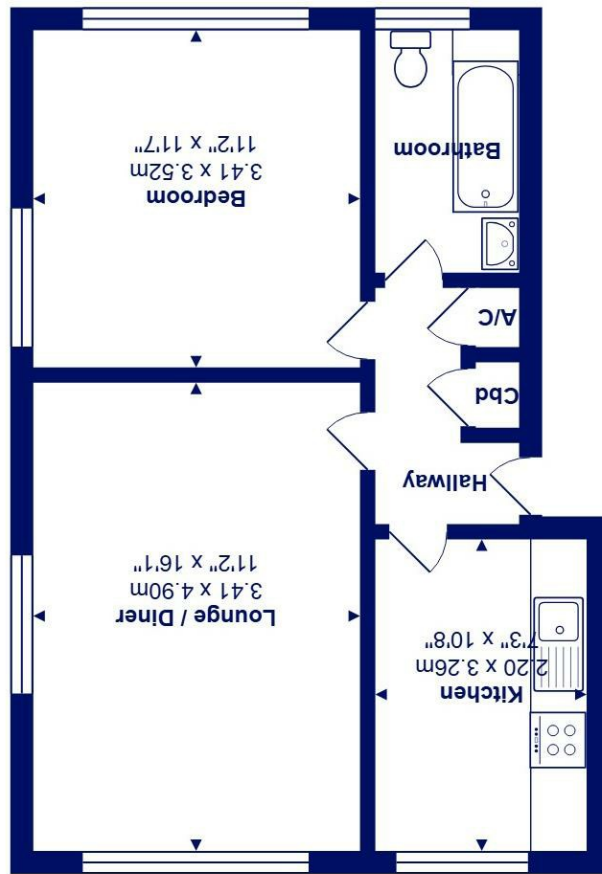 Kitchen
2.20 x 3.26m
7'3" x 10'8"
Lounge / Diner
3.41 x 4.90m
11'2" x 16'1"
Hallway
Cbd
A/C
Bathroom
Bedroom
3.41 x 3.52m
11'2" x 11'7"